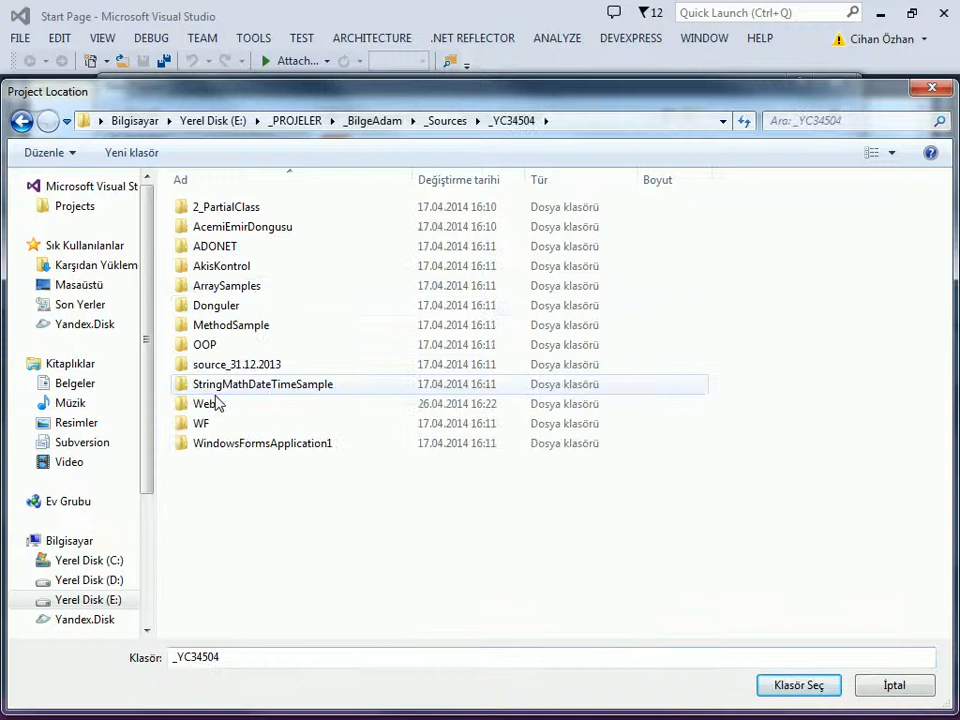 Start Page - Microsoft Visual Studio
12
Quick Launch (Ctrl+Q)
FILE EDIT VIEW DEBUG TEAM TOOLS TEST ARCHITECTURE .NET REFLECTOR ANALYZE WINDOW HELP
Cihan Özhan
Attach...
Project Location
Bilgisayar Yerel Disk (E:) _PROJELER _BilgeAdam _Sources _YC34504
Ara: _YC34504
Düzenle Yeni klasör
Ad Değiştirme tarihi Tür Boyut
Microsoft Visual St
Projects
Sık Kullanılanlar
Karşıdan Yüklem
Masaüstü
Son Yerler
Yandex.Disk
Kitaplıklar
Belgeler
Müzik
Resimler
Subversion
Video
Ev Grubu
Bilgisayar
Yerel Disk (C:)
Yerel Disk (D:)
Yerel Disk (E:)
Yandex.Disk
2_PartialClass 17.04.2014 16:10 Dosya klasörü
AcemiEmirDongusu 17.04.2014 16:10 Dosya klasörü
ADONET 17.04.2014 16:11 Dosya klasörü
AkisKontrol 17.04.2014 16:11 Dosya klasörü
ArraySamples 17.04.2014 16:11 Dosya klasörü
Donguler 17.04.2014 16:11 Dosya klasörü
MethodSample 17.04.2014 16:11 Dosya klasörü
OOP 17.04.2014 16:11 Dosya klasörü
source_31.12.2013 17.04.2014 16:11 Dosya klasörü
StringMathDateTimeSample 17.04.2014 16:11 Dosya klasörü
Web 26.04.2014 16:22 Dosya klasörü
WF 17.04.2014 16:11 Dosya klasörü
WindowsFormsApplication1 17.04.2014 16:11 Dosya klasörü
Klasör: _YC34504
Klasör Seç İptal